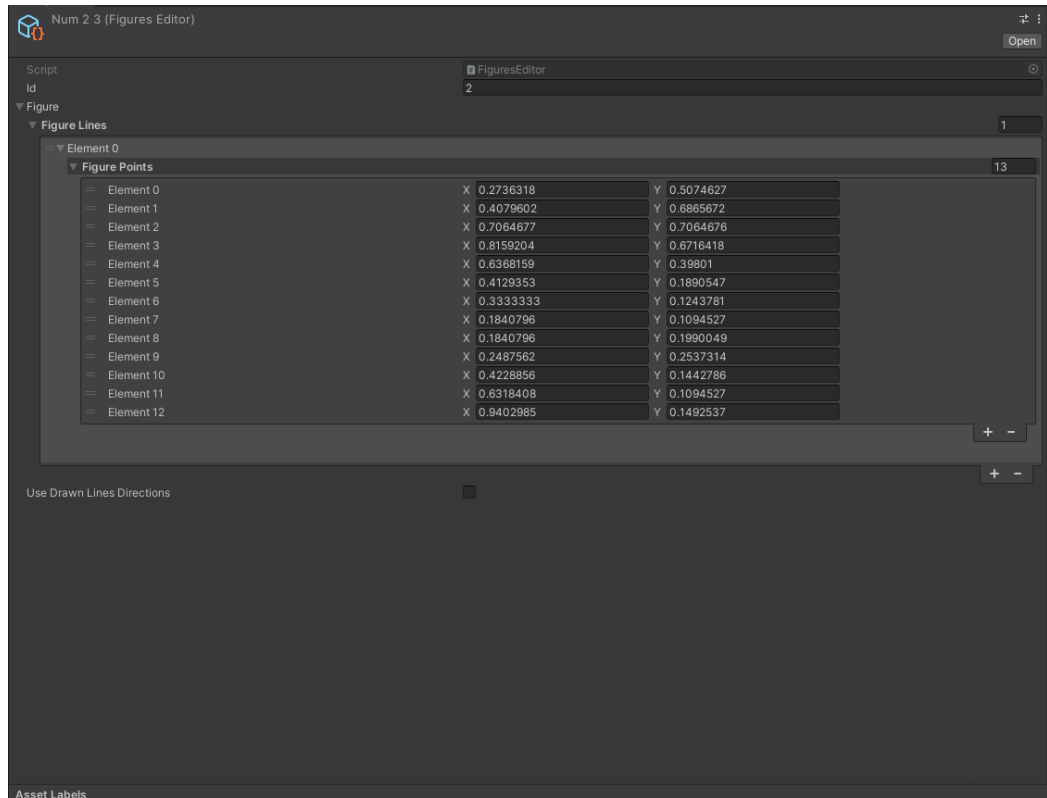 Num 2 3 (Figures Editor)
Open
Script FiguresEditor
Id 2
Figure
Figure Lines 1
Element 0
Figure Points 13
Element 0 X 0.2736318 Y 0.5074627
Element 1 X 0.4079602 Y 0.6865672
Element 2 X 0.7064677 Y 0.7064676
Element 3 X 0.8159204 Y 0.6716418
Element 4 X 0.6368159 Y 0.39801
Element 5 X 0.4129353 Y 0.1890547
Element 6 X 0.3333333 Y 0.1243781
Element 7 X 0.1840796 Y 0.1094527
Element 8 X 0.1840796 Y 0.1990049
Element 9 X 0.2487562 Y 0.2537314
Element 10 X 0.4228856 Y 0.1442786
Element 11 X 0.6318408 Y 0.1094527
Element 12 X 0.9402985 Y 0.1492537
+ -
+ -
Use Drawn Lines Directions
Asset Labels